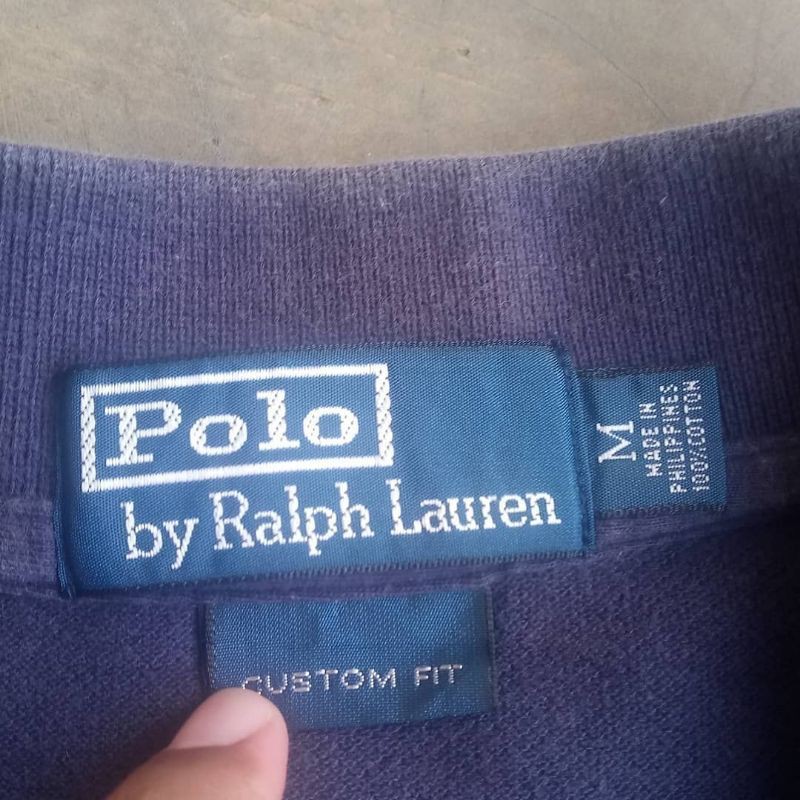 Polo
by Ralph Lauren
M
MADE IN
PHILIPPINES
100% COTTON
CUSTOM FIT